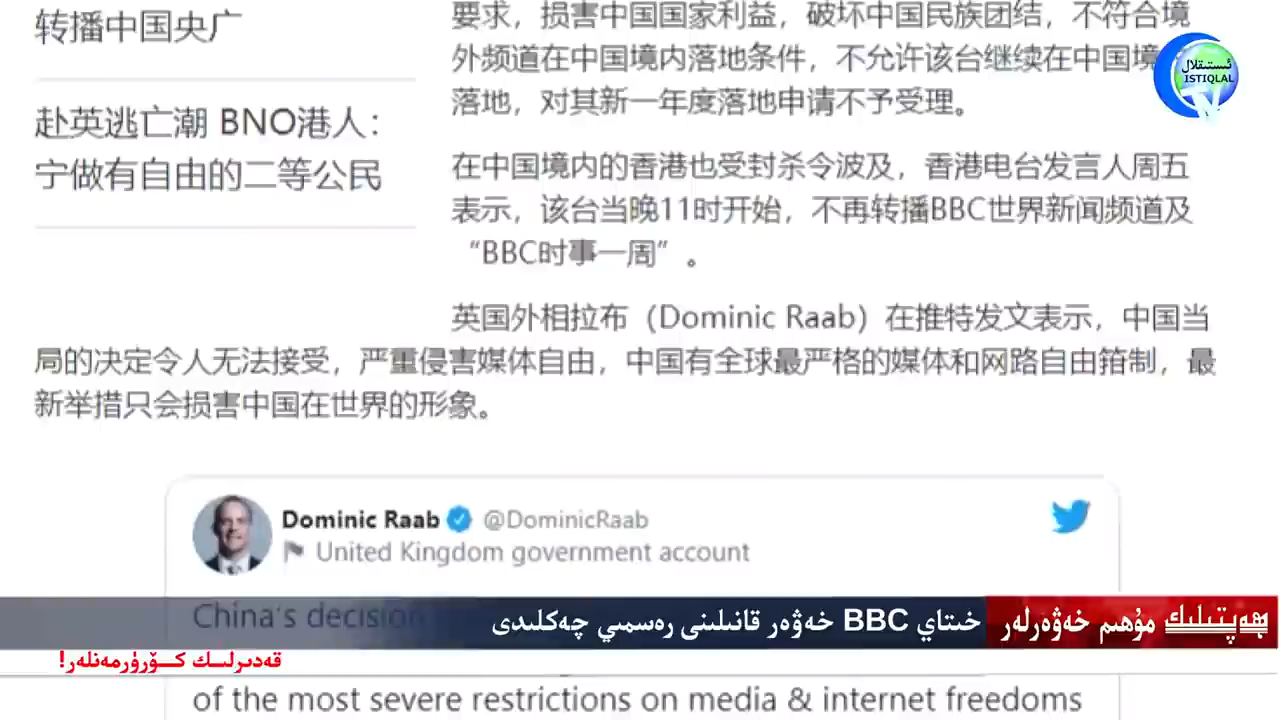 转播中国央广
赴英逃亡潮 BNO港人：
宁做有自由的二等公民
要求，损害中国国家利益，破坏中国民族团结，不符合境
外频道在中国境内落地条件，不允许该台继续在中国境
落地，对其新一年度落地申请不予受理。
在中国境内的香港也受封杀令波及，香港电台发言人周五
表示，该台当晚11时开始，不再转播BBC世界新闻频道及
“BBC时事一周”。
英国外相拉布（Dominic Raab）在推特发文表示，中国当
局的决定令人无法接受，严重侵害媒体自由，中国有全球最严格的媒体和网路自由箝制，最
新举措只会损害中国在世界的形象。
ئىستىقلال
ISTIQLAL
TV
Dominic Raab @DominicRaab
United Kingdom government account
China's decision
ھەپتىلىك مۇھىم خەۋەرلەر
خىتاي BBC خەۋەر قانىلىنى رەسمىي چەكلىدى
قەدىرلىك كۆرۈرمەنلەر!
of the most severe restrictions on media & internet freedoms